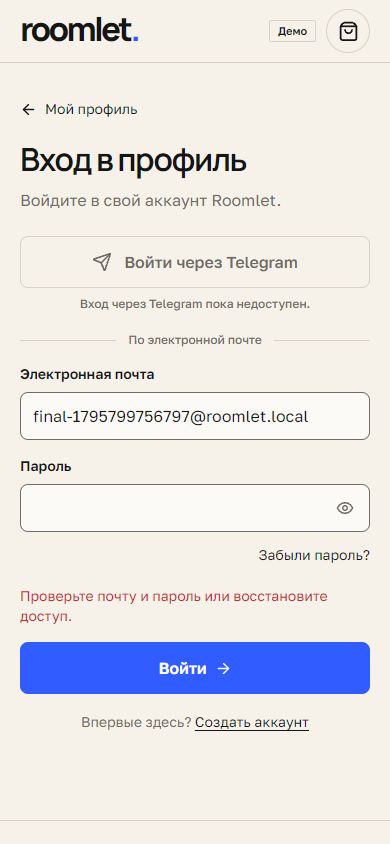 roomlet.
Демо
Мой профиль
Вход в профиль
Войдите в свой аккаунт Roomlet.
Войти через Telegram
Вход через Telegram пока недоступен.
По электронной почте
Электронная почта
final-1795799756797@roomlet.local
Пароль
Забыли пароль?
Проверьте почту и пароль или восстановите
доступ.
Войти
Впервые здесь? Создать аккаунт